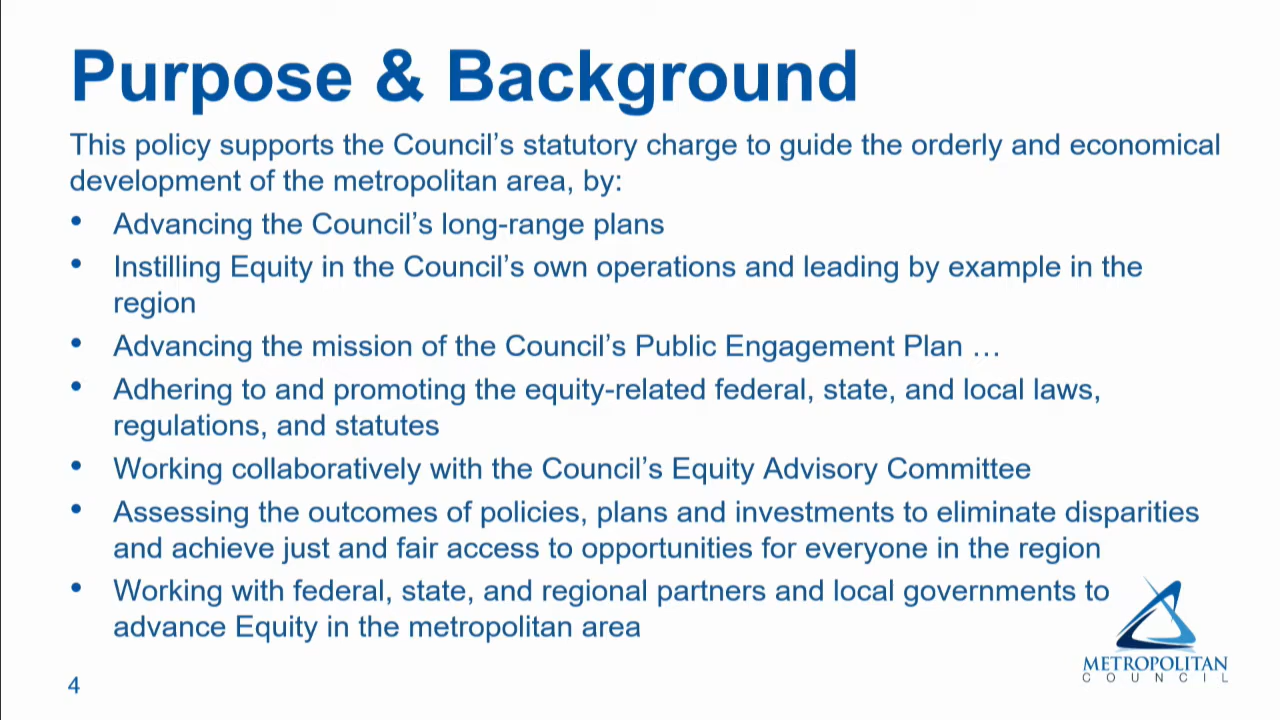 Purpose & Background
This policy supports the Council's statutory charge to guide the orderly and economical
development of the metropolitan area, by:
• Advancing the Council's long-range plans
• Instilling Equity in the Council's own operations and leading by example in the
region
• Advancing the mission of the Council's Public Engagement Plan …
• Adhering to and promoting the equity-related federal, state, and local laws,
regulations, and statutes
• Working collaboratively with the Council's Equity Advisory Committee
• Assessing the outcomes of policies, plans and investments to eliminate disparities
and achieve just and fair access to opportunities for everyone in the region
• Working with federal, state, and regional partners and local governments to
advance Equity in the metropolitan area
METROPOLITAN
COUNCIL
4